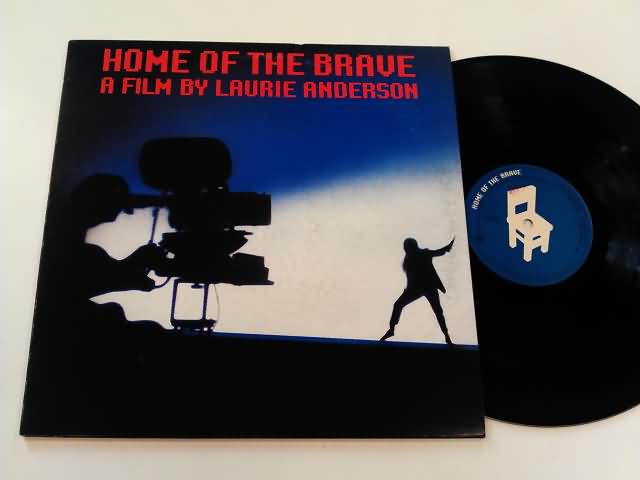 HOME OF THE BRAVE
A FILM BY LAURIE ANDERSON
HOME OF THE BRAVE